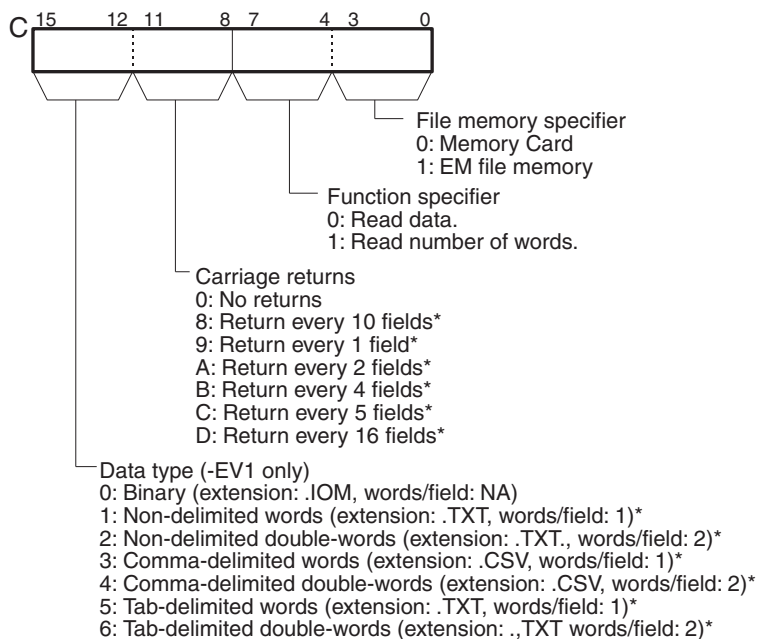 C 15 12 11 8 7 4 3 0
File memory specifier
0: Memory Card
1: EM file memory
Function specifier
0: Read data.
1: Read number of words.
Carriage returns
0: No returns
8: Return every 10 fields*
9: Return every 1 field*
A: Return every 2 fields*
B: Return every 4 fields*
C: Return every 5 fields*
D: Return every 16 fields*
Data type (-EV1 only)
0: Binary (extension: .IOM, words/field: NA)
1: Non-delimited words (extension: .TXT, words/field: 1)*
2: Non-delimited double-words (extension: .TXT., words/field: 2)*
3: Comma-delimited words (extension: .CSV, words/field: 1)*
4: Comma-delimited double-words (extension: .CSV, words/field: 2)*
5: Tab-delimited words (extension: .TXT, words/field: 1)*
6: Tab-delimited double-words (extension: .,TXT words/field: 2)*